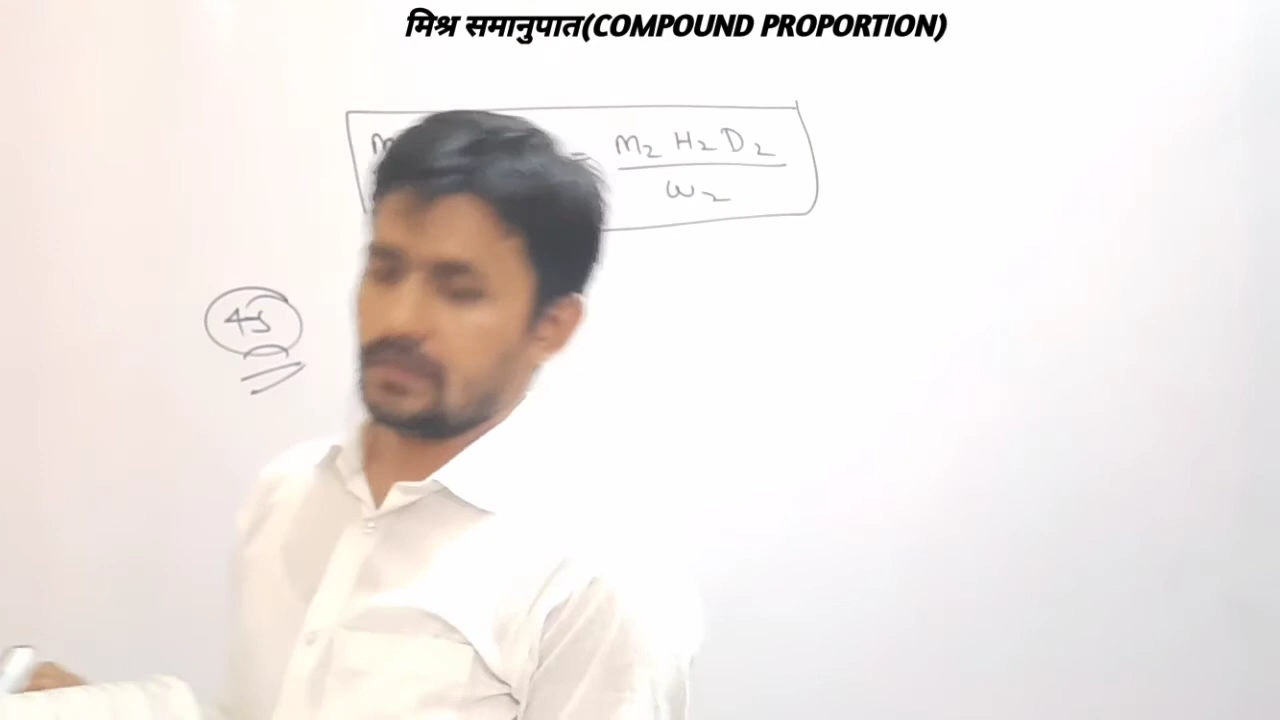 मिश्र समानुपात(COMPOUND PROPORTION)
= M₂ H₂ D₂
W₂
45